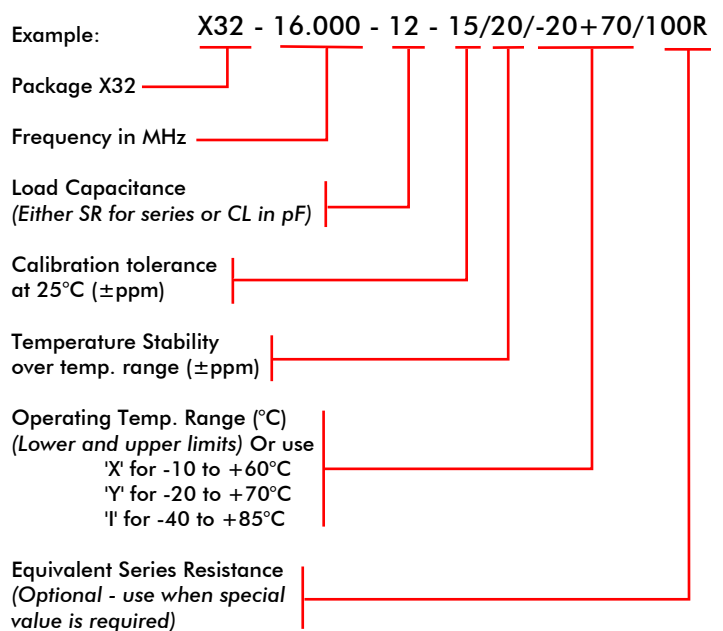 Example: X32 - 16.000 - 12 - 15/20/-20+70/100R
Package X32
Frequency in MHz
Load Capacitance
(Either SR for series or CL in pF)
Calibration tolerance
at 25°C (±ppm)
Temperature Stability
over temp. range (±ppm)
Operating Temp. Range (°C)
(Lower and upper limits) Or use
'X' for -10 to +60°C
'Y' for -20 to +70°C
'I' for -40 to +85°C
Equivalent Series Resistance
(Optional - use when special
value is required)